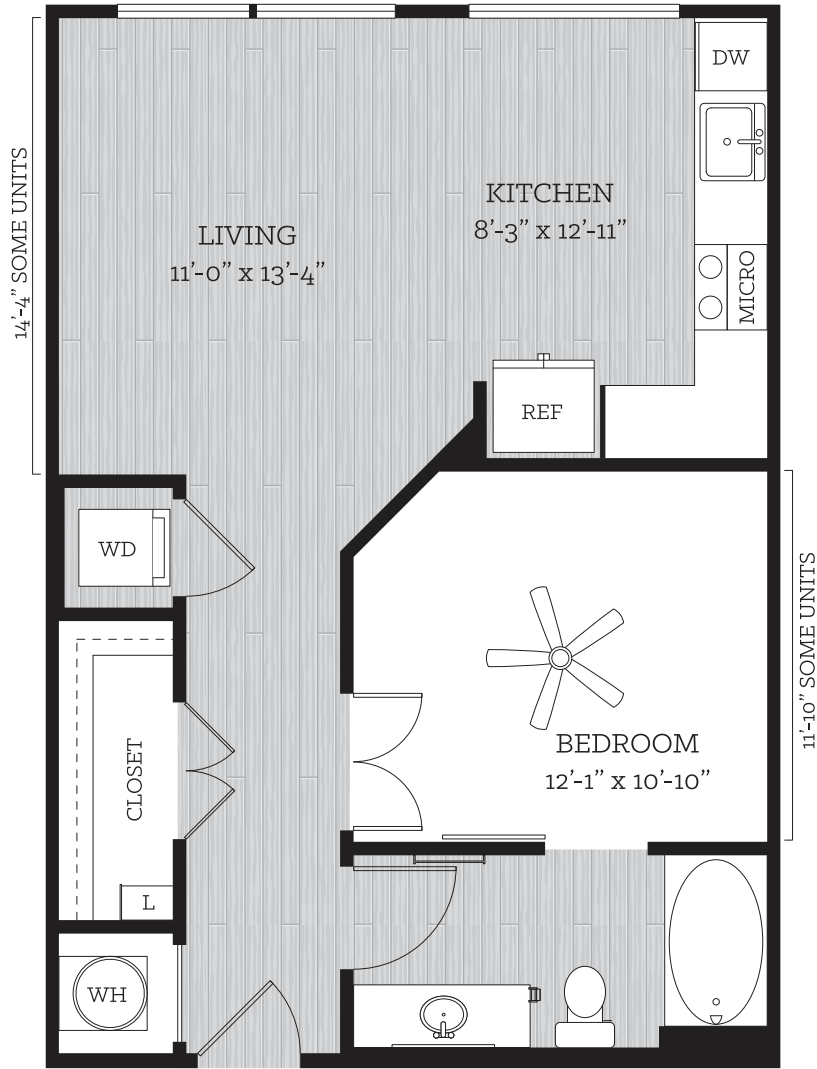 DW
KITCHEN
8’-3” x 12’-11”
LIVING
11’-0” x 13’-4”
14’-4” SOME UNITS
MICRO
REF
WD
11’-10” SOME UNITS
BEDROOM
12’-1” x 10’-10”
CLOSET
L
WH